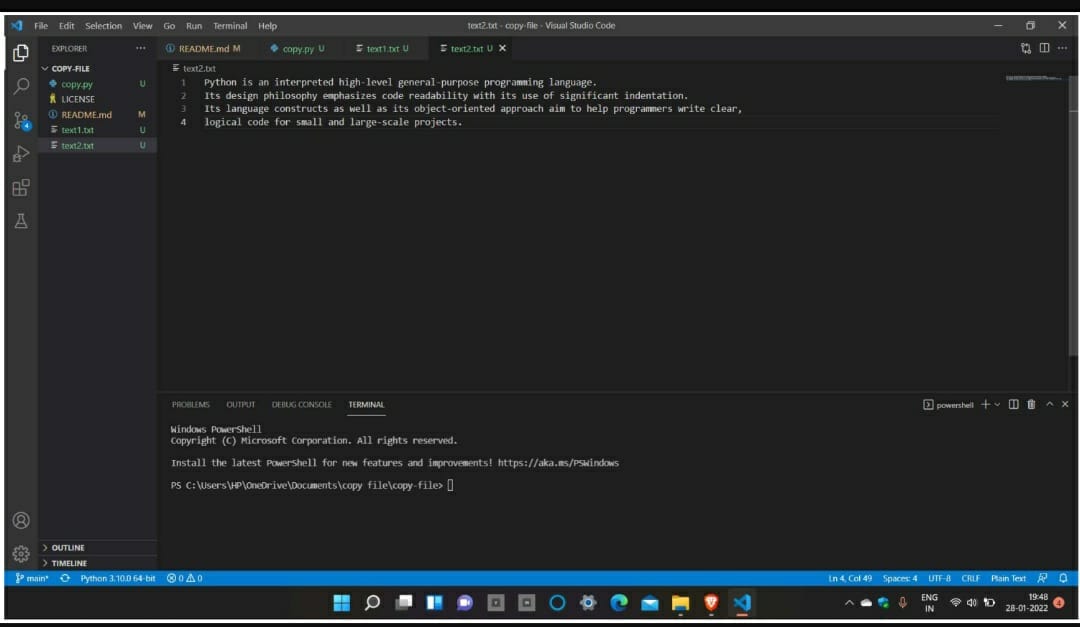 File Edit Selection View Go Run Terminal Help
text2.txt - copy-file - Visual Studio Code
EXPLORER
COPY-FILE
copy.py U
LICENSE
README.md M
text1.txt U
text2.txt U
OUTLINE
TIMELINE
README.md M copy.py U text1.txt U text2.txt U
text2.txt
1 Python is an interpreted high-level general-purpose programming language.
2 Its design philosophy emphasizes code readability with its use of significant indentation.
3 Its language constructs as well as its object-oriented approach aim to help programmers write clear,
4 logical code for small and large-scale projects.
PROBLEMS OUTPUT DEBUG CONSOLE TERMINAL
powershell
Windows PowerShell
Copyright (C) Microsoft Corporation. All rights reserved.
Install the latest PowerShell for new features and improvements! https://aka.ms/PSWindows
PS C:\Users\HP\OneDrive\Documents\copy file\copy-file>
main* Python 3.10.0 64-bit 0 0
Ln 4, Col 49 Spaces: 4 UTF-8 CRLF Plain Text
ENG
IN
19:48
28-01-2022
4